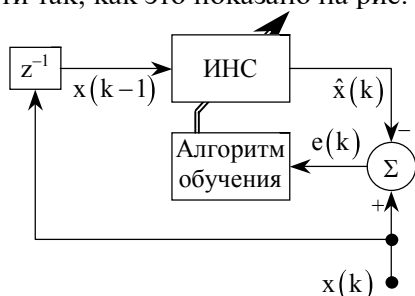 ти так, как это показано на рис.
z⁻¹
x(k−1)
ИНС
x̂(k)
−
Алгоритм
обучения
e(k)
Σ
+
x(k)